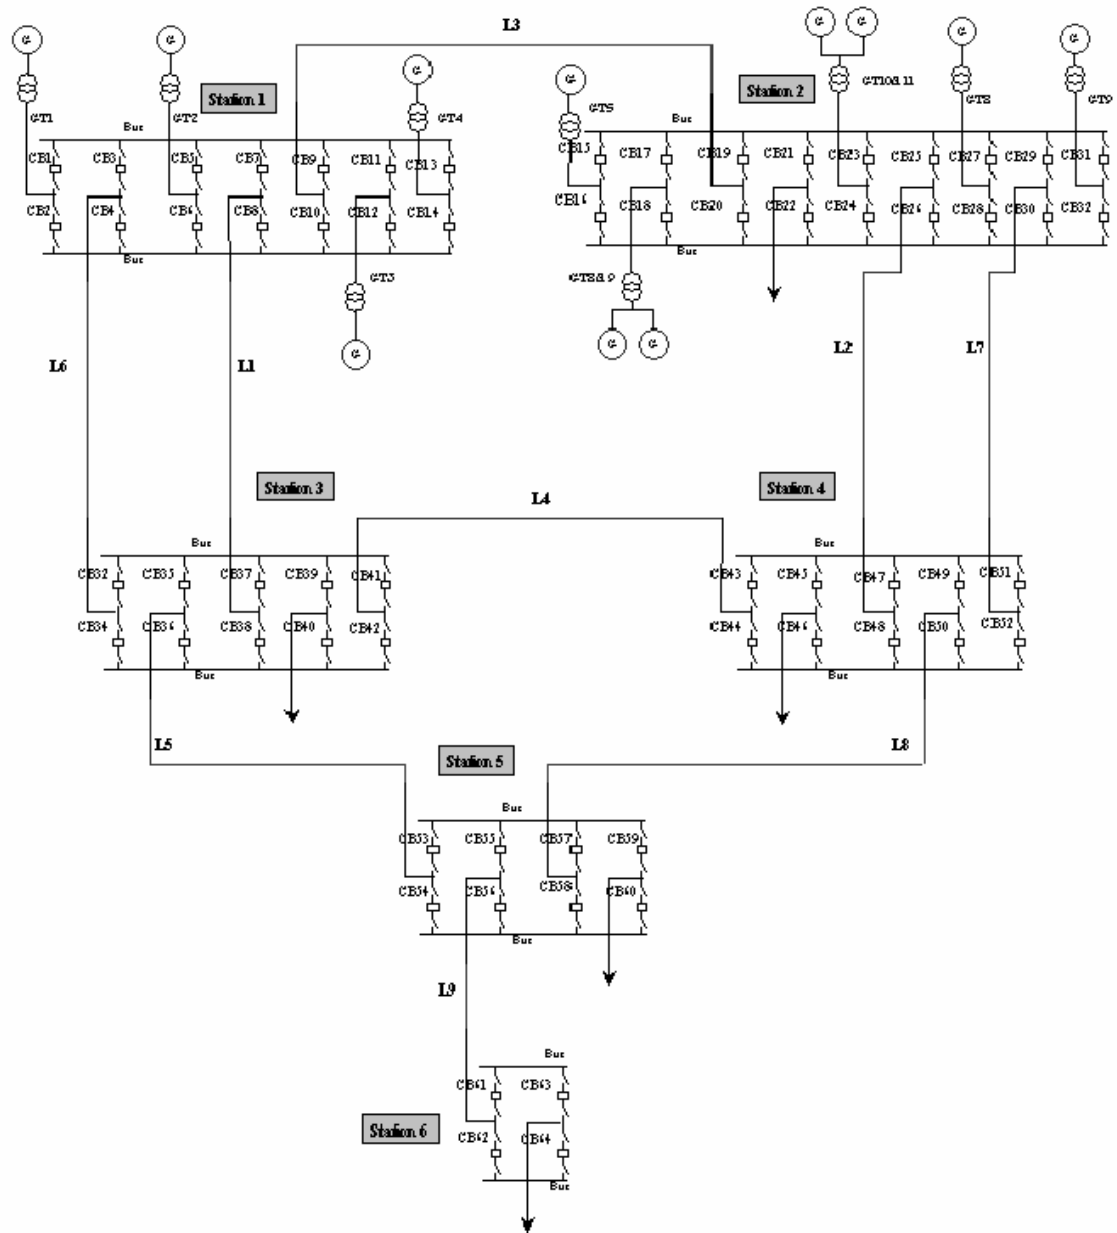 L3
GT10&11
Station 1
Station 2
GT1
GT2
GT4
GT5
GT8
GT9
Bus
Bus
CB1
CB3
CB5
CB7
CB9
CB11
CB13
CB15
CB17
CB19
CB21
CB23
CB25
CB27
CB29
CB31
CB2
CB4
CB6
CB8
CB10
CB12
CB14
CB16
CB18
CB20
CB22
CB24
CB26
CB28
CB30
CB32
Bus
Bus
GT3
GT8&9
G
G
G
G
G
G
G
G
G
G
G
G
L6
L1
L2
L7
Station 3
Station 4
L4
Bus
Bus
CB32
CB35
CB37
CB39
CB41
CB43
CB45
CB47
CB49
CB51
CB34
CB36
CB38
CB40
CB42
CB44
CB46
CB48
CB50
CB52
Bus
Bus
L5
L8
Station 5
Bus
CB53
CB55
CB57
CB59
CB54
CB56
CB58
CB60
Bus
L9
Bus
CB61
CB63
Station 6
CB62
CB64
Bus